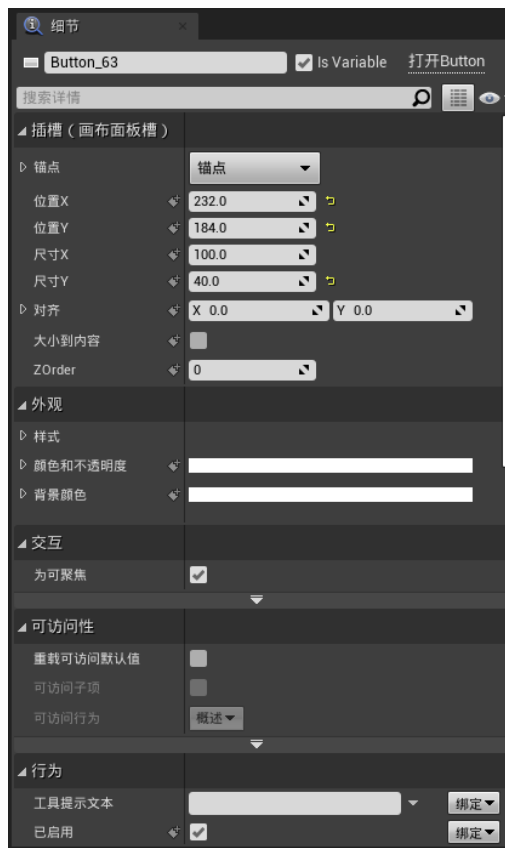 细节
Button_63 Is Variable 打开Button
搜索详情
插槽（画布面板槽）
锚点 锚点
位置X 232.0
位置Y 184.0
尺寸X 100.0
尺寸Y 40.0
对齐 X 0.0 Y 0.0
大小到内容
ZOrder 0
外观
样式
颜色和不透明度
背景颜色
交互
为可聚焦
可访问性
重载可访问默认值
可访问子项
可访问行为 概述
行为
工具提示文本 绑定
已启用 绑定